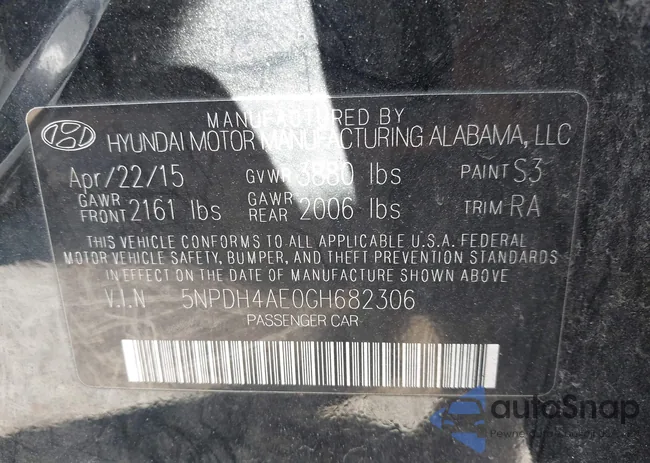 MANUFACTURED BY
HYUNDAI MOTOR MANUFACTURING ALABAMA, LLC
Apr/22/15 GVWR 3880 lbs PAINT S3
GAWR FRONT 2161 lbs GAWR REAR 2006 lbs TRIM RA
THIS VEHICLE CONFORMS TO ALL APPLICABLE U.S.A. FEDERAL
MOTOR VEHICLE SAFETY, BUMPER, AND THEFT PREVENTION STANDARDS
IN EFFECT ON THE DATE OF MANUFACTURE SHOWN ABOVE
V.I.N 5NPDH4AE0GH682306
PASSENGER CAR
autoSnap